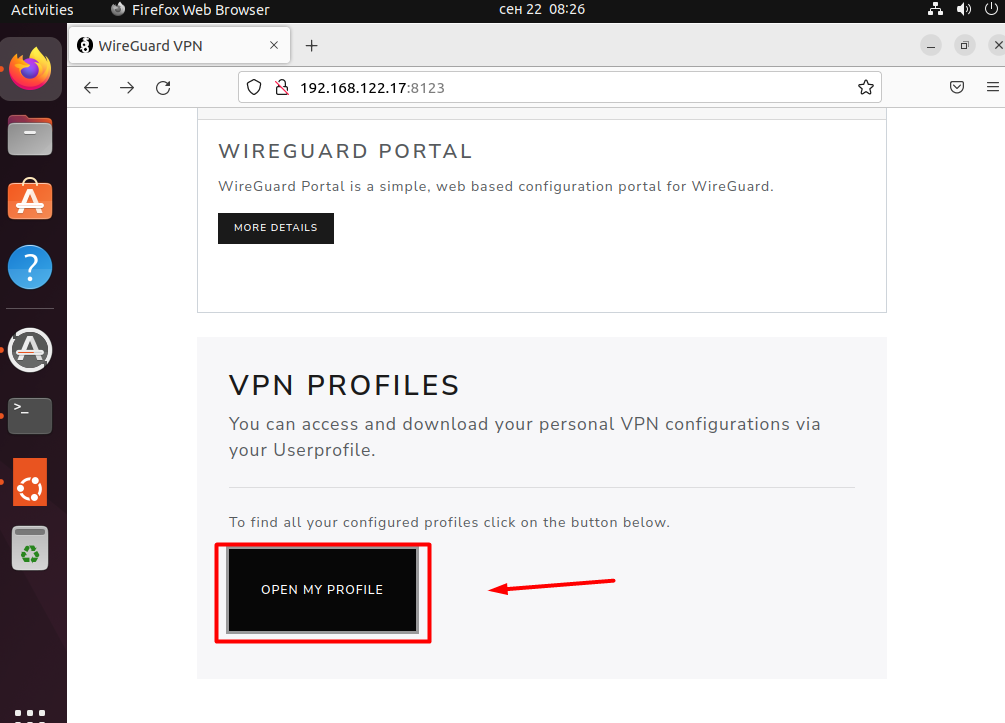 Activities Firefox Web Browser сен 22 08:26
WireGuard VPN
192.168.122.17:8123
WIREGUARD PORTAL
WireGuard Portal is a simple, web based configuration portal for WireGuard.
MORE DETAILS
VPN PROFILES
You can access and download your personal VPN configurations via
your Userprofile.
To find all your configured profiles click on the button below.
OPEN MY PROFILE